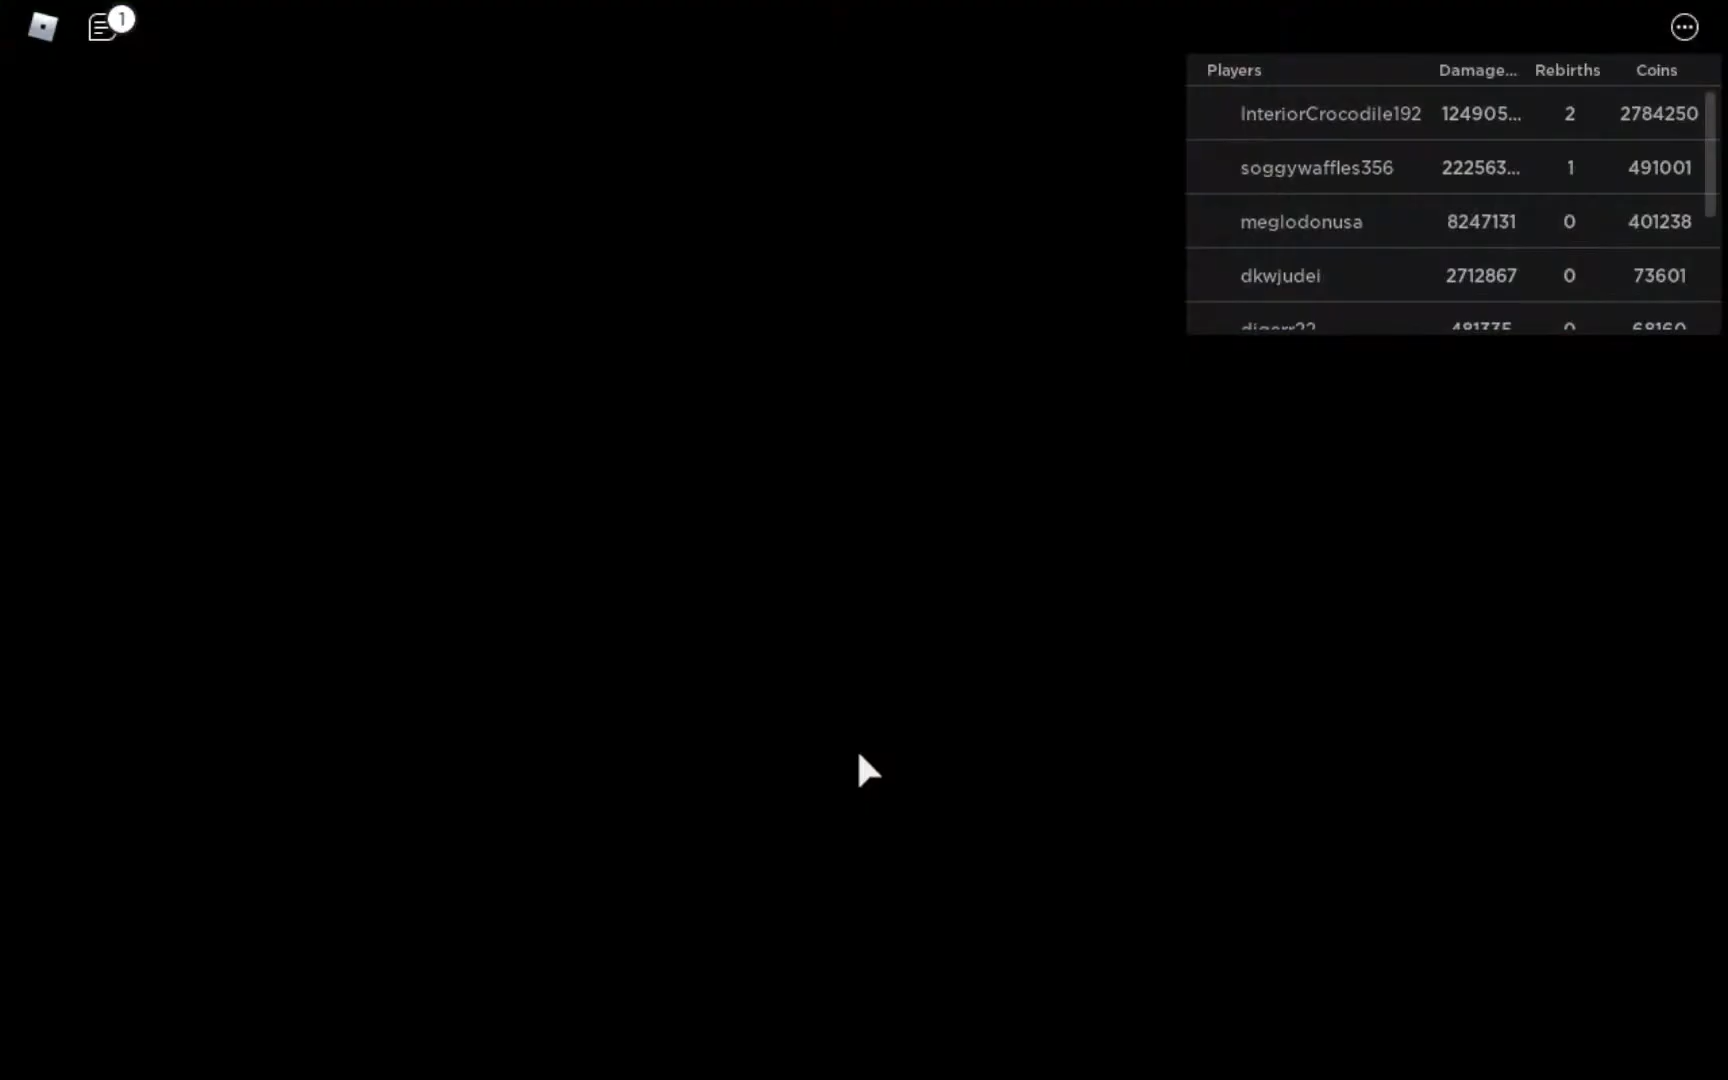 1
Players Damage... Rebirths Coins
InteriorCrocodile192 124905... 2 2784250
soggywaffles356 222563... 1 491001
meglodonusa 8247131 0 401238
dkwjudei 2712867 0 73601